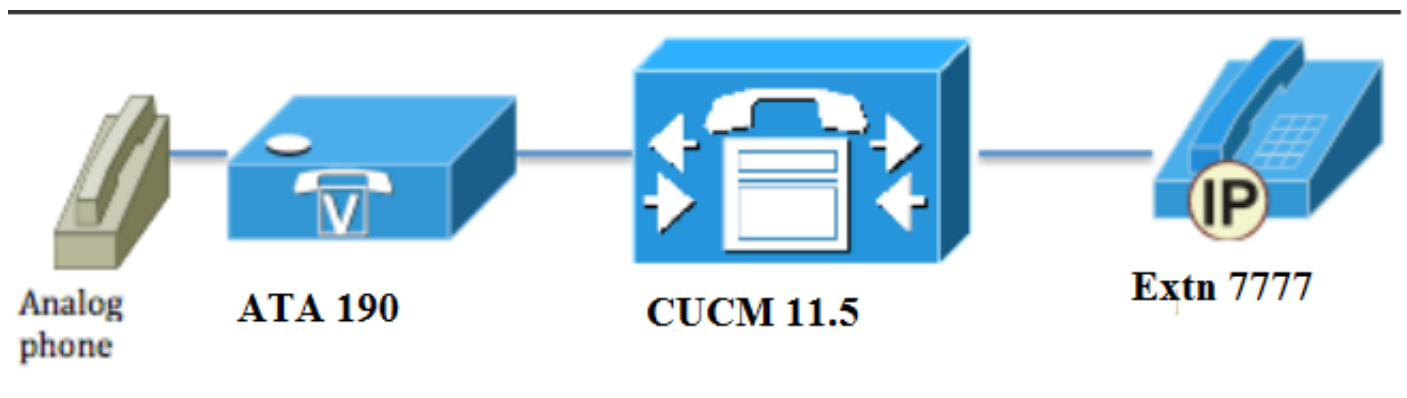 V
IP
Analog
phone
ATA 190
CUCM 11.5
Extn 7777